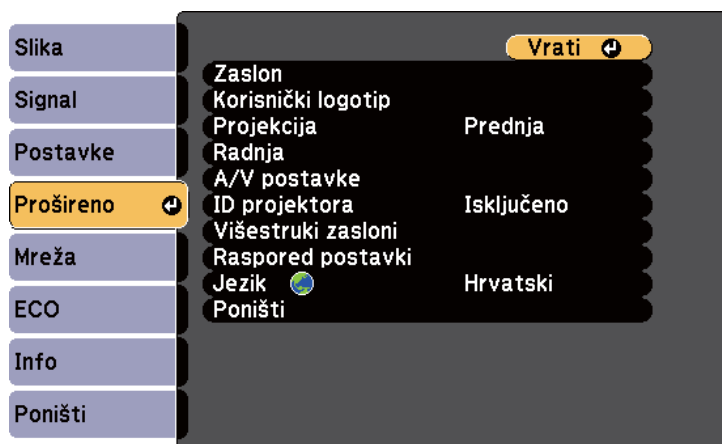 Slika
Signal
Postavke
Prošireno
Mreža
ECO
Info
Poništi
Vrati
Zaslon
Korisnički logotip
Projekcija Prednja
Radnja
A/V postavke
ID projektora Isključeno
Višestruki zasloni
Raspored postavki
Jezik Hrvatski
Poništi